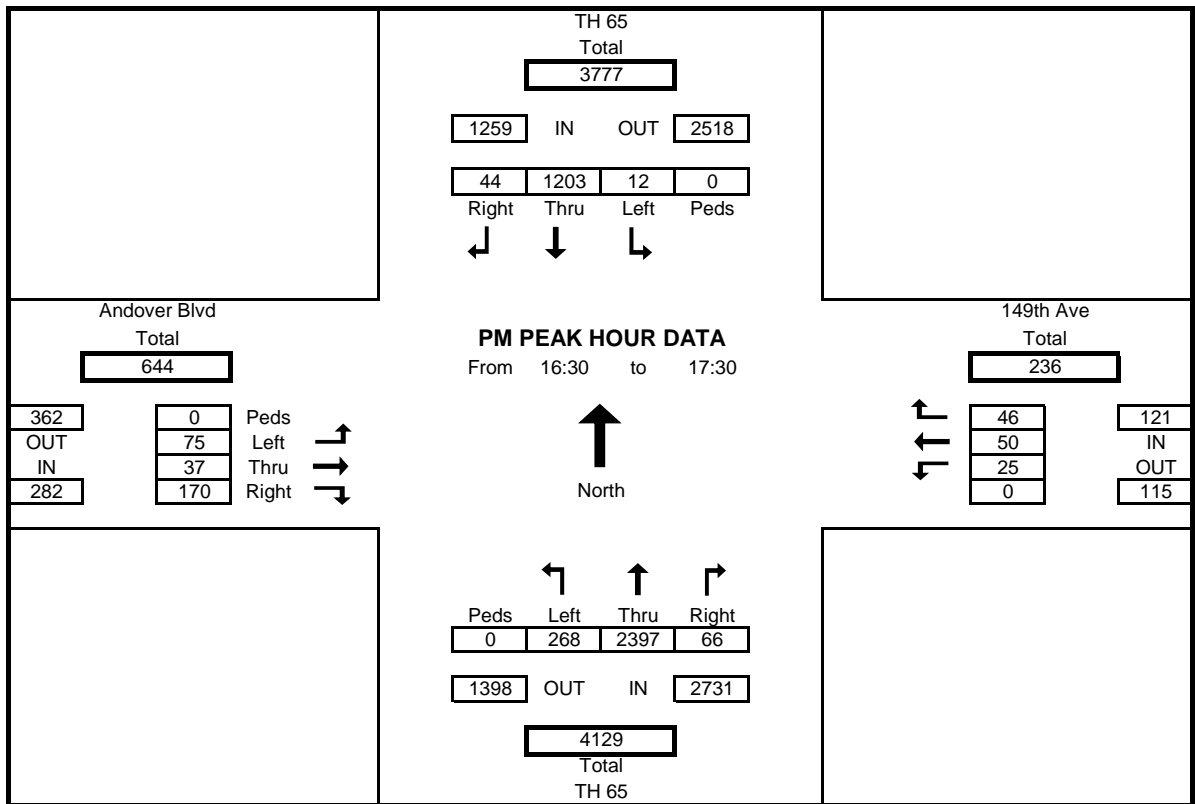 TH 65
Total
3777
1259 IN OUT 2518
44 1203 12 0
Right Thru Left Peds
Andover Blvd
Total
644
362
OUT
IN
282
0 Peds
75 Left
37 Thru
170 Right
PM PEAK HOUR DATA
From 16:30 to 17:30
North
149th Ave
Total
236
46
50
25
0
121
IN
OUT
115
Peds Left Thru Right
0 268 2397 66
1398 OUT IN 2731
4129
Total
TH 65